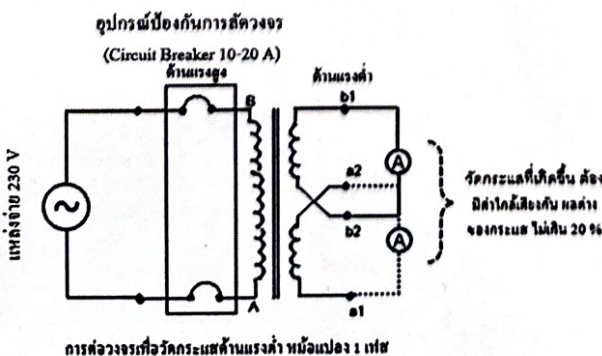 อุปกรณ์ป้องกันการลัดวงจร
(Circuit Breaker 10-20 A)
ด้านแรงสูง
ด้านแรงต่ำ
B
b1
A
a2
b2
A
A
a1
แหล่งจ่าย 230 V
วัดกระแสที่เกิดขึ้น ต้อง
มีค่าใกล้เคียงกัน ผลต่าง
ของกระแส ไม่เกิน 20 %
การต่อวงจรเพื่อวัดกระแสด้านแรงต่ำ หม้อแปลง 1 เฟส